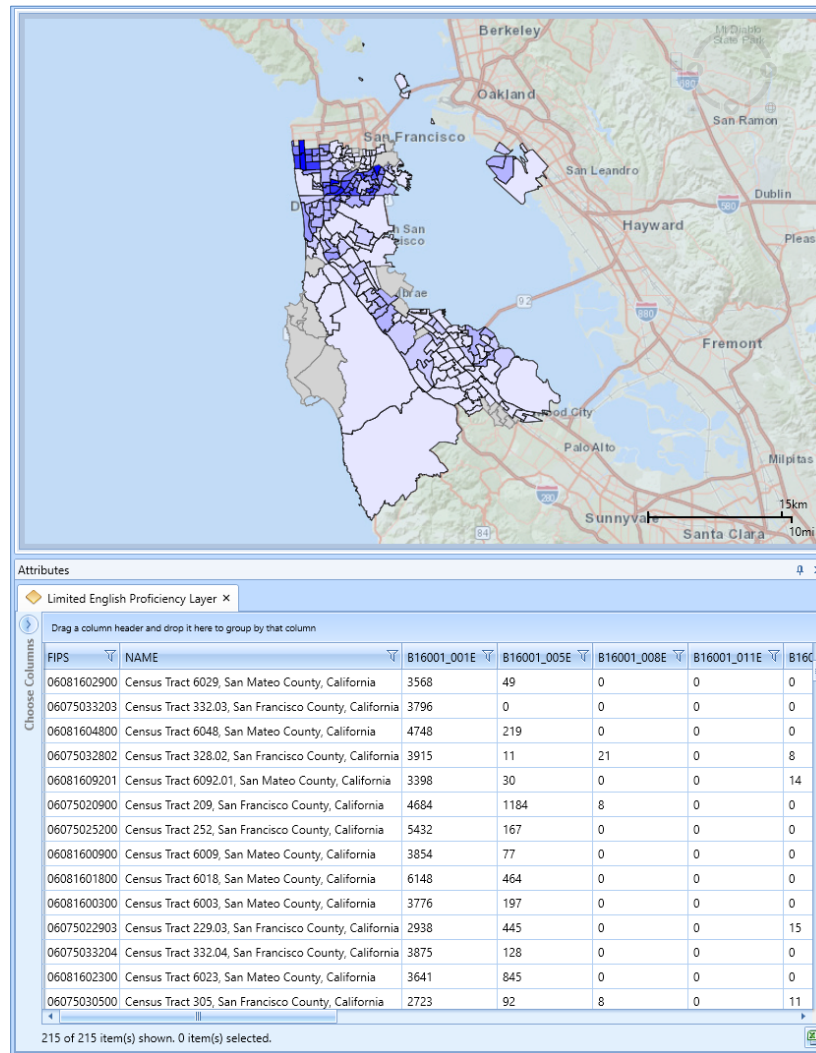 Berkeley
Mt Diablo
State Park
680
Oakland
San Ramon
San Francisco
San Leandro
Dublin
580
Hayward
Pleas
92
880
Fremont
Palo Alto
Milpitas
280
15km
Sunnyvale
10mi
84
Santa Clara
Attributes
Limited English Proficiency Layer ×
Drag a column header and drop it here to group by that column
Choose Columns
FIPS NAME B16001_001E B16001_005E B16001_008E B16001_011E B160
06081602900 Census Tract 6029, San Mateo County, California 3568 49 0 0 0
06075033203 Census Tract 332.03, San Francisco County, California 3796 0 0 0 0
06081604800 Census Tract 6048, San Mateo County, California 4748 219 0 0 0
06075032802 Census Tract 328.02, San Francisco County, California 3915 11 21 0 8
06081609201 Census Tract 6092.01, San Mateo County, California 3398 30 0 0 14
06075020900 Census Tract 209, San Francisco County, California 4684 1184 8 0 0
06075025200 Census Tract 252, San Francisco County, California 5432 167 0 0 0
06081600900 Census Tract 6009, San Mateo County, California 3854 77 0 0 0
06081601800 Census Tract 6018, San Mateo County, California 6148 464 0 0 0
06081600300 Census Tract 6003, San Mateo County, California 3776 197 0 0 0
06075022903 Census Tract 229.03, San Francisco County, California 2938 445 0 0 15
06075033204 Census Tract 332.04, San Francisco County, California 3875 128 0 0 0
06081602300 Census Tract 6023, San Mateo County, California 3641 845 0 0 0
06075030500 Census Tract 305, San Francisco County, California 2723 92 8 0 11
215 of 215 item(s) shown. 0 item(s) selected.